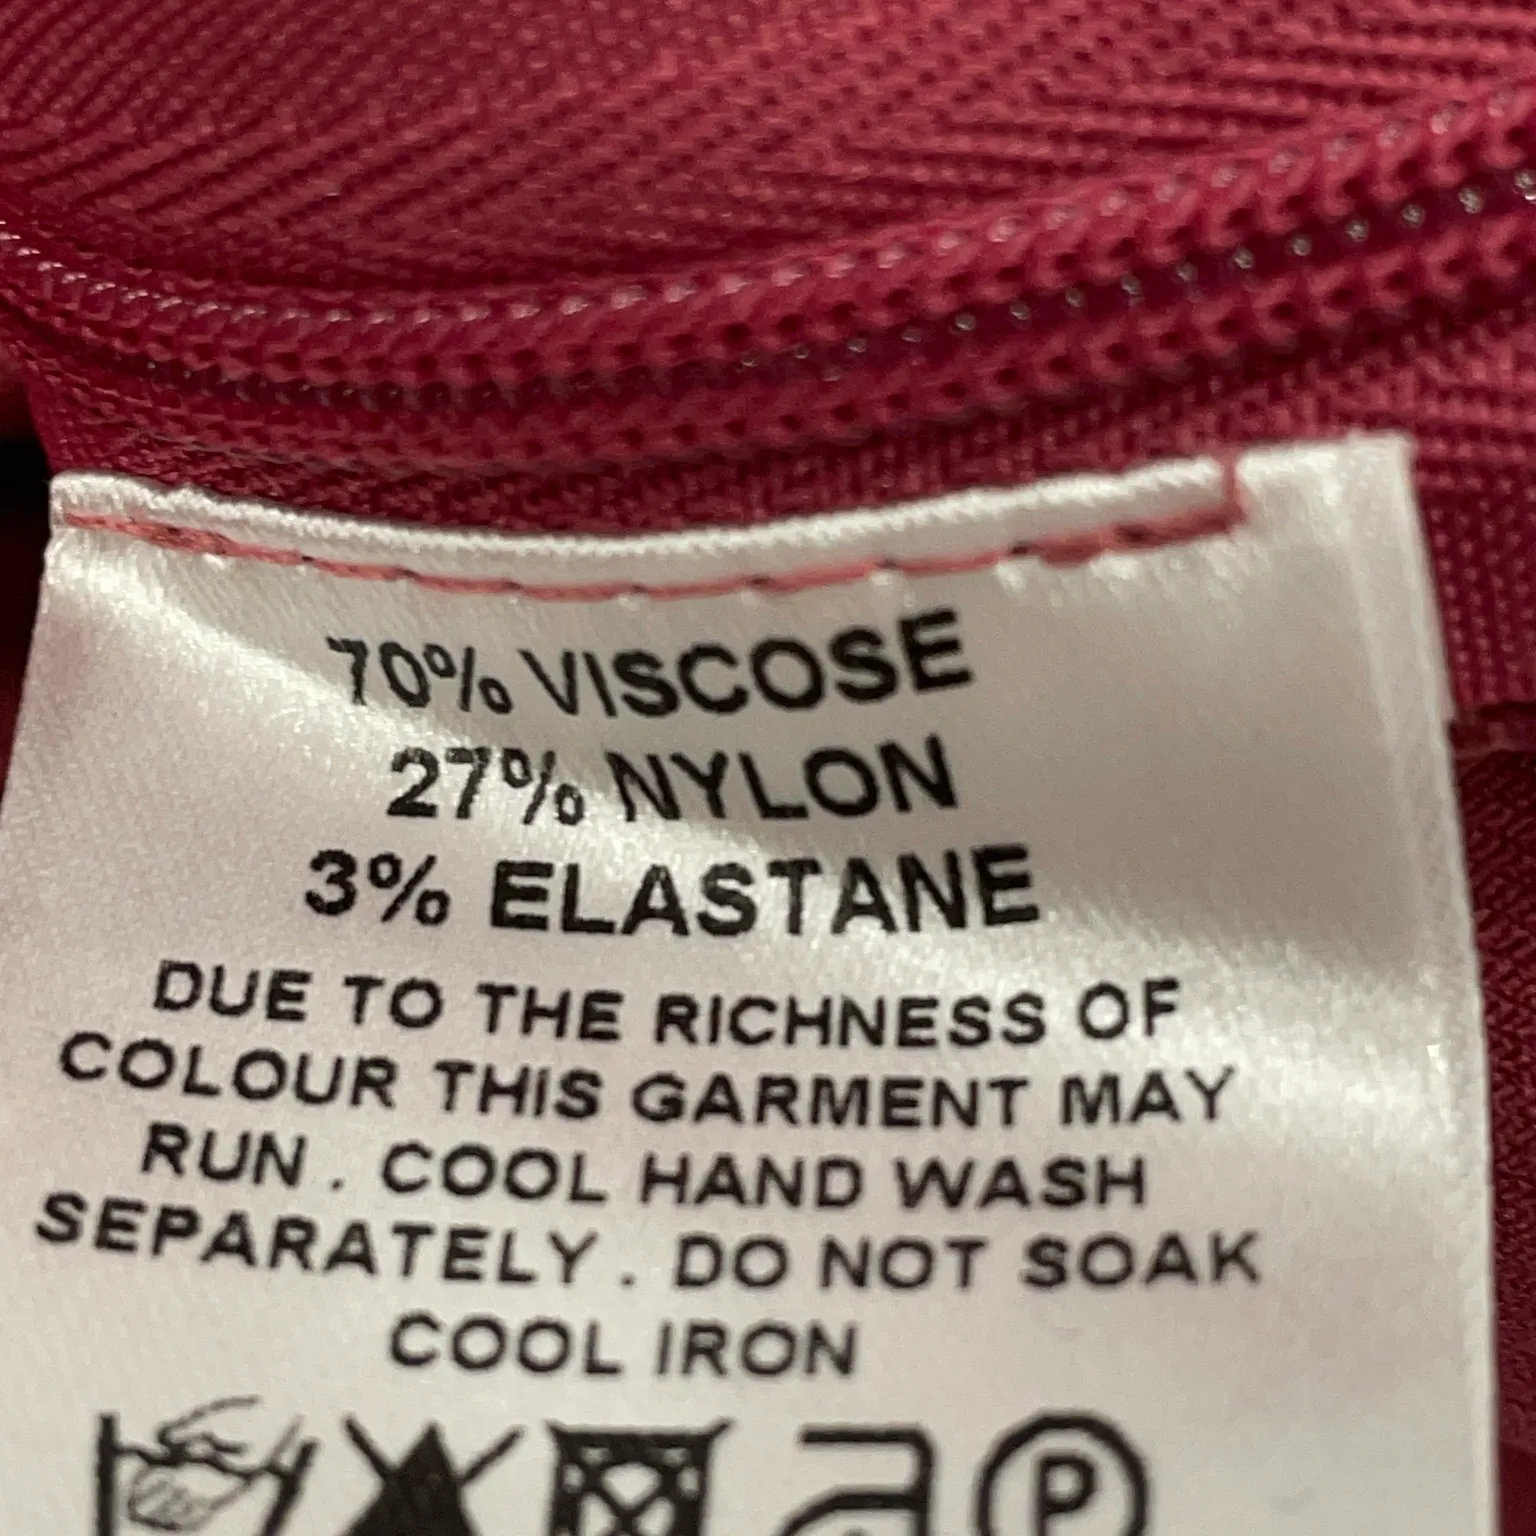 70% VISCOSE
27% NYLON
3% ELASTANE
DUE TO THE RICHNESS OF
COLOUR THIS GARMENT MAY
RUN . COOL HAND WASH
SEPARATELY . DO NOT SOAK
COOL IRON
P